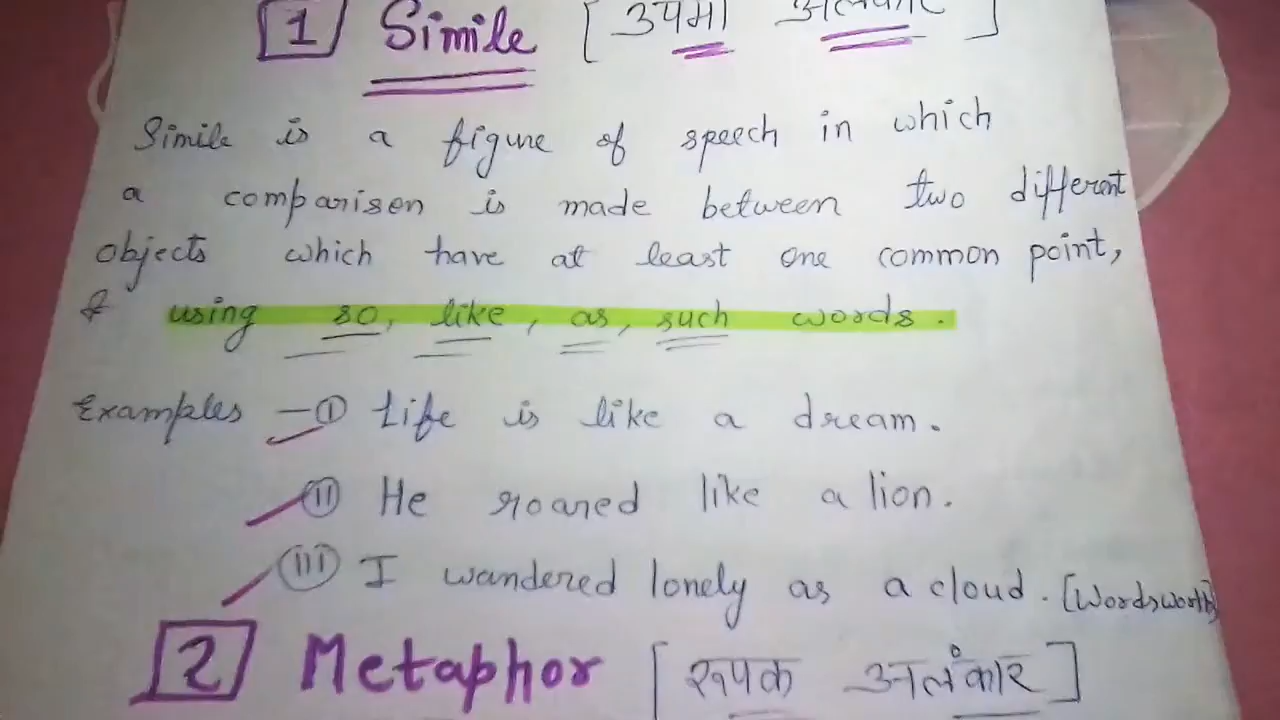 1 Simile [उपमा अलंकार]
Simile is a figure of speech in which
a comparison is made between two different
objects which have at least one common point,
& using so, like, as, such words.
Examples — (I) Life is like a dream.
(II) He roared like a lion.
(III) I wandered lonely as a cloud. [Wordsworth]
2 Metaphor [रूपक अलंकार]